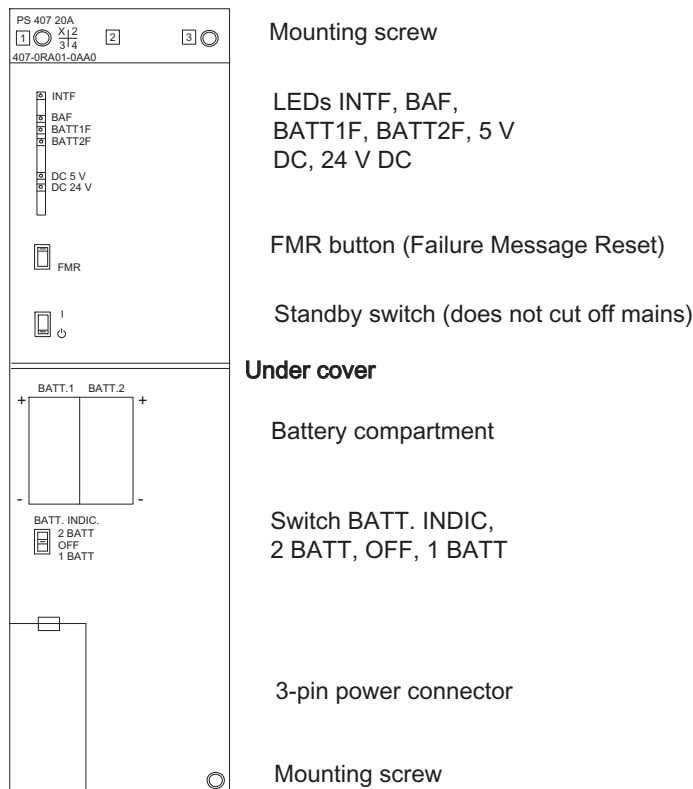 PS 407 20A
1 X 2 2 3
3 4
407-0RA01-0AA0
Mounting screw
INTF
BAF
BATT1F
BATT2F
DC 5 V
DC 24 V
LEDs INTF, BAF,
BATT1F, BATT2F, 5 V
DC, 24 V DC
FMR
FMR button (Failure Message Reset)
I
Standby switch (does not cut off mains)
Under cover
BATT.1 BATT.2
+ +
Battery compartment
- -
BATT. INDIC.
2 BATT
OFF
1 BATT
Switch BATT. INDIC,
2 BATT, OFF, 1 BATT
3-pin power connector
Mounting screw